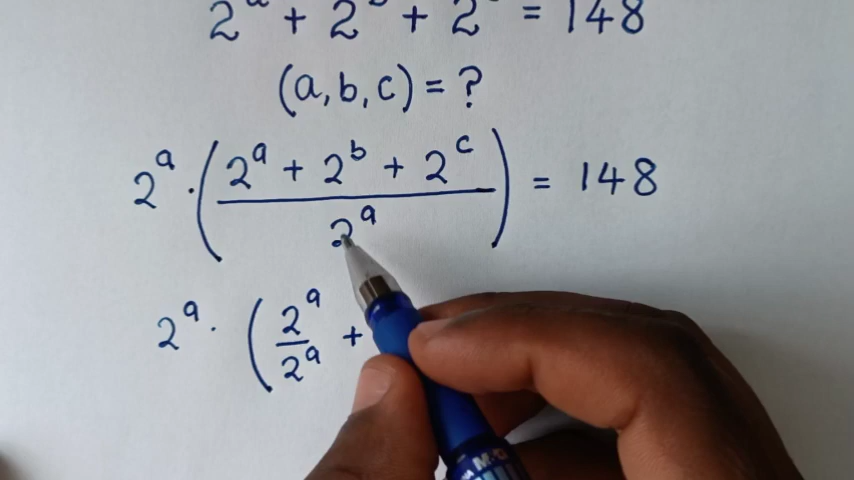 2^a + 2^b + 2 = 148
(a, b, c) = ?
2^a · ( (2^a + 2^b + 2^c) / 2^a ) = 148
2^a · ( 2^a / 2^a +